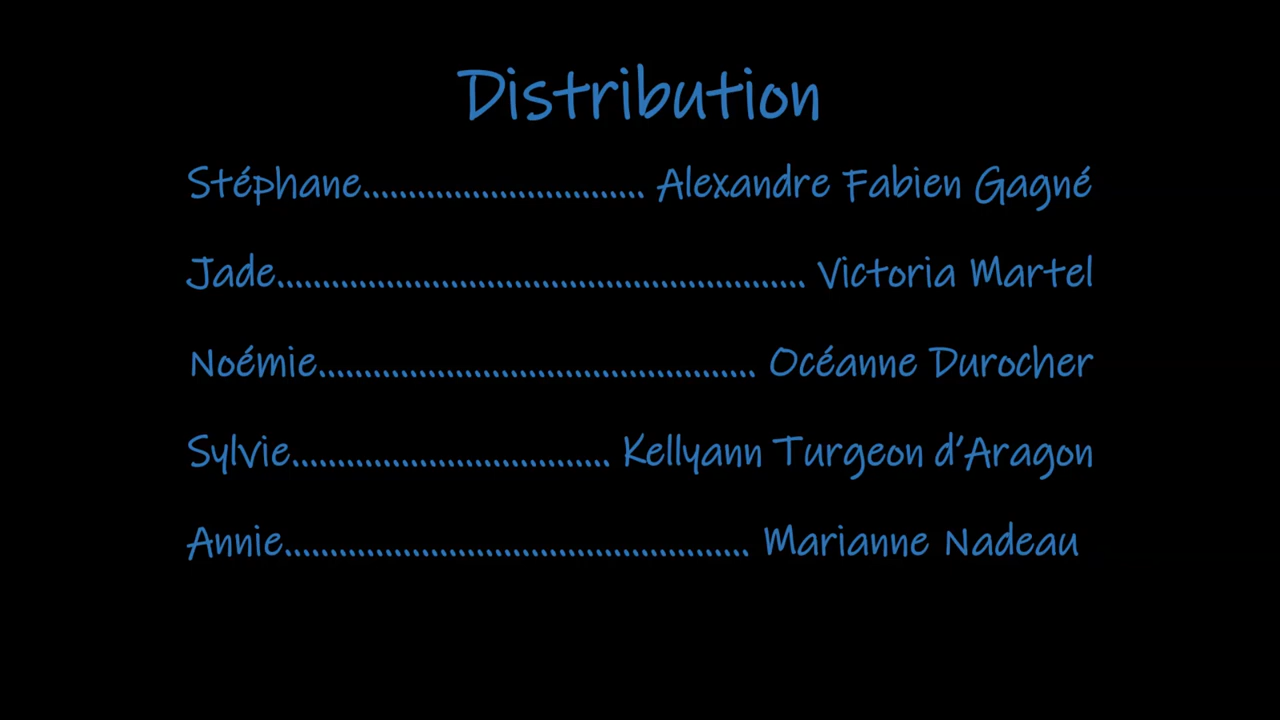 Distribution
Stéphane............................... Alexandre Fabien Gagné
Jade.......................................................... Victoria Martel
Noémie................................................ Océanne Durocher
Sylvie................................... Kellyann Turgeon d’Aragon
Annie................................................... Marianne Nadeau